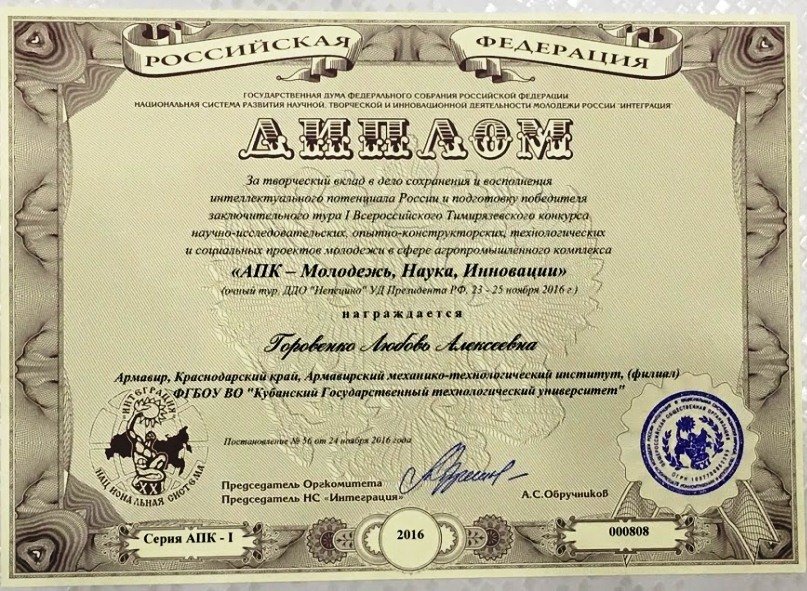 РОССИЙСКАЯ ФЕДЕРАЦИЯ
ГОСУДАРСТВЕННАЯ ДУМА ФЕДЕРАЛЬНОГО СОБРАНИЯ РОССИЙСКОЙ ФЕДЕРАЦИИ
НАЦИОНАЛЬНАЯ СИСТЕМА РАЗВИТИЯ НАУЧНОЙ, ТВОРЧЕСКОЙ И ИННОВАЦИОННОЙ ДЕЯТЕЛЬНОСТИ МОЛОДЕЖИ РОССИИ "ИНТЕГРАЦИЯ"
ДИПЛОМ
За творческий вклад в дело сохранения и восполнения
интеллектуального потенциала России и подготовку победителя
заключительного тура I Всероссийского Тимирязевского конкурса
научно-исследовательских, опытно-конструкторских, технологических
и социальных проектов молодежи в сфере агропромышленного комплекса
«АПК – Молодежь, Наука, Инновации»
(очный тур, ДДО "Непецино" УД Президента РФ, 23 - 25 ноября 2016 г.)
награждается
Горовенко Любовь Алексеевна
Армавир, Краснодарский край, Армавирский механико-технологический институт, (филиал)
ФГБОУ ВО "Кубанский Государственный технологический университет"
"ИНТЕГРАЦИЯ"
XXI
НАЦИОНАЛЬНАЯ СИСТЕМА
Постановление № 56 от 24 ноября 2016 года
Председатель Оргкомитета
Председатель НС «Интеграция»
А.С.Обручников
Серия АПК - I
2016
000808